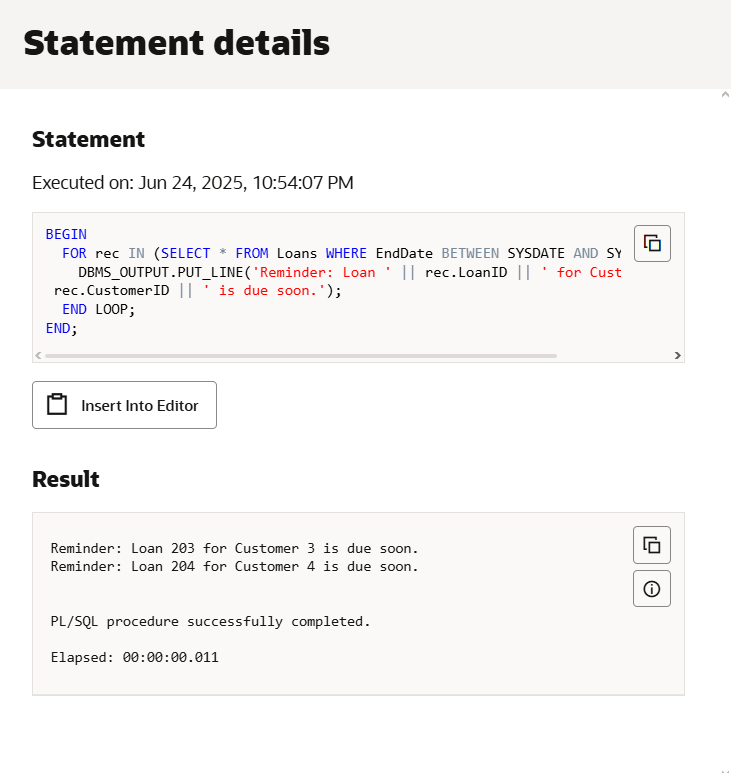 Statement details
Statement
Executed on: Jun 24, 2025, 10:54:07 PM
BEGIN
  FOR rec IN (SELECT * FROM Loans WHERE EndDate BETWEEN SYSDATE AND SY
    DBMS_OUTPUT.PUT_LINE('Reminder: Loan ' || rec.LoanID || ' for Cust
 rec.CustomerID || ' is due soon.');
  END LOOP;
END;
Insert Into Editor
Result
Reminder: Loan 203 for Customer 3 is due soon.
Reminder: Loan 204 for Customer 4 is due soon.
PL/SQL procedure successfully completed.
Elapsed: 00:00:00.011